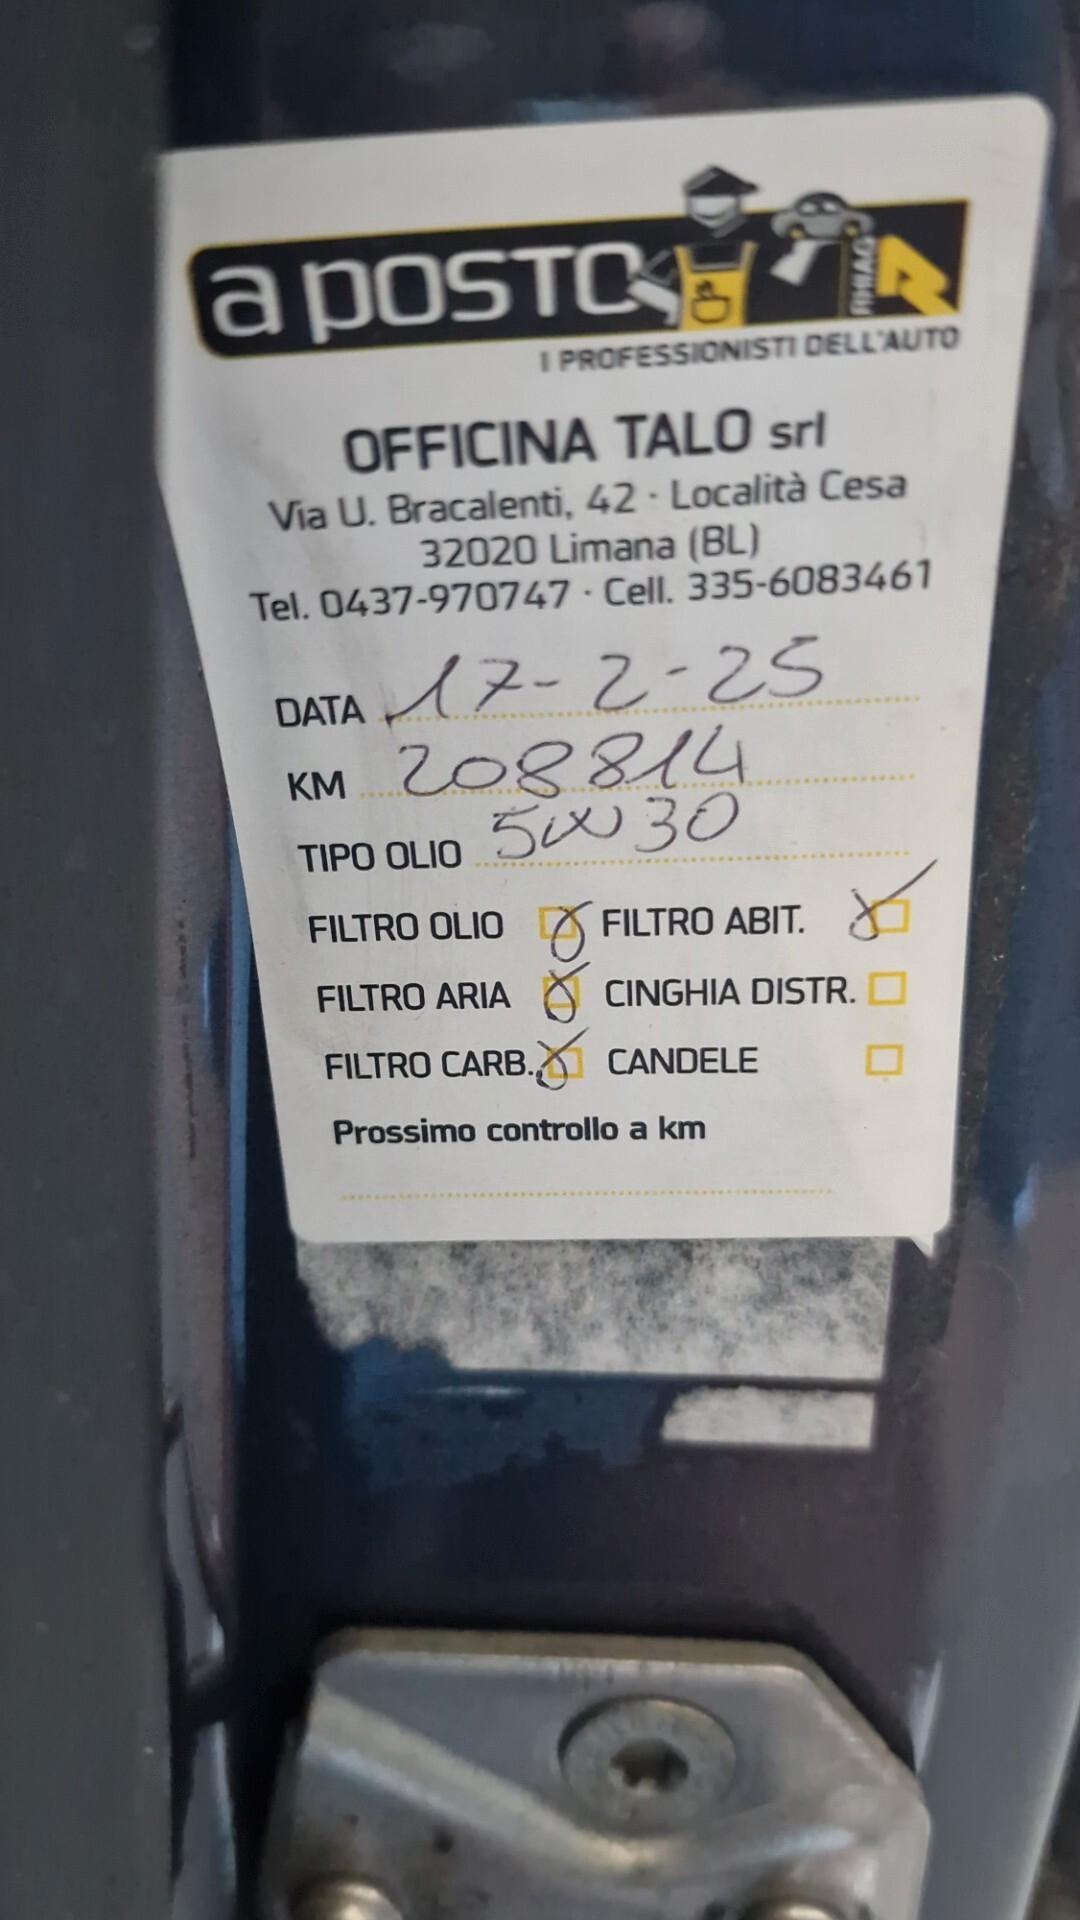 a posto RHIAG
I PROFESSIONISTI DELL'AUTO
OFFICINA TALO srl
Via U. Bracalenti, 42 · Località Cesa
32020 Limana (BL)
Tel. 0437-970747 · Cell. 335-6083461
DATA 17-2-25
KM 208814
TIPO OLIO 5W30
FILTRO OLIO FILTRO ABIT.
FILTRO ARIA CINGHIA DISTR.
FILTRO CARB. CANDELE
Prossimo controllo a km